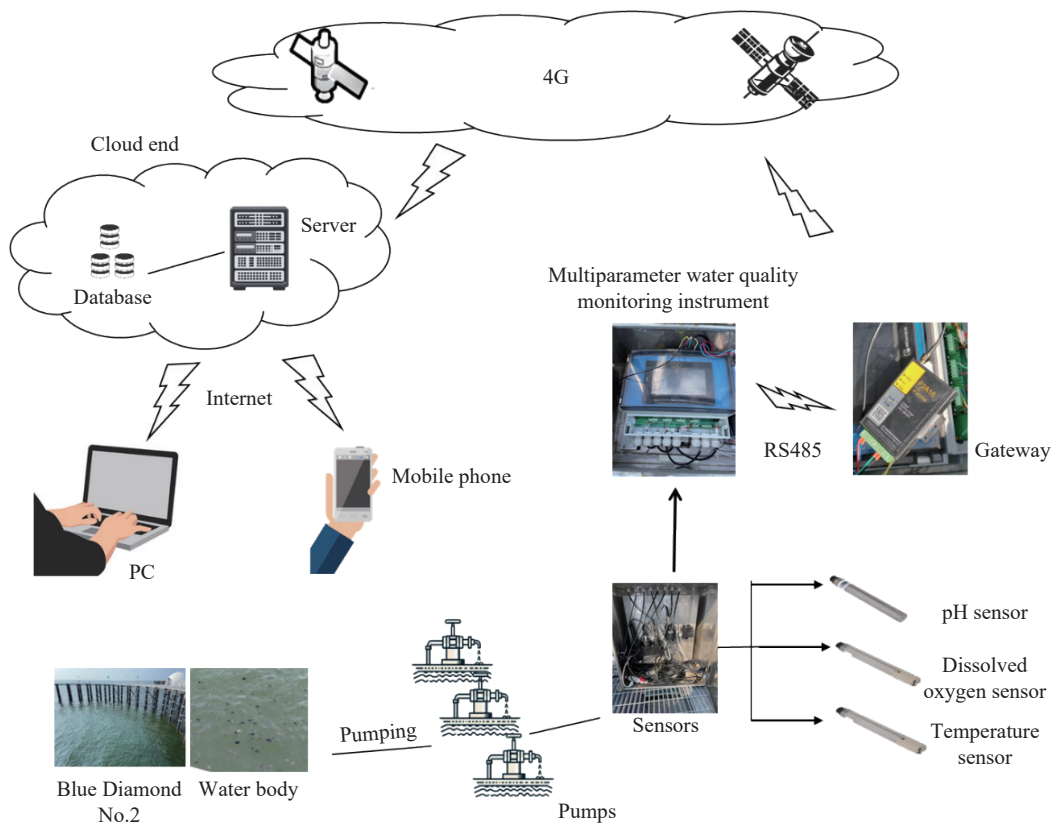 4G
Cloud end
Server
Database
Multiparameter water quality
monitoring instrument
Internet
RS485
Gateway
Mobile phone
PC
pH sensor
Dissolved
oxygen sensor
Temperature
sensor
Sensors
Pumping
Blue Diamond
No.2
Water body
Pumps